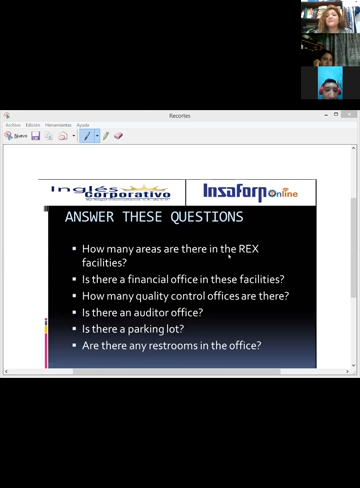 Recortes
Archivo Edición Herramientas Ayuda
Nuevo
Inglés
Corporativo
Insaforp Online
ANSWER THESE QUESTIONS
How many areas are there in the REX
facilities?
Is there a financial office in these facilities?
How many quality control offices are there?
Is there an auditor office?
Is there a parking lot?
Are there any restrooms in the office?